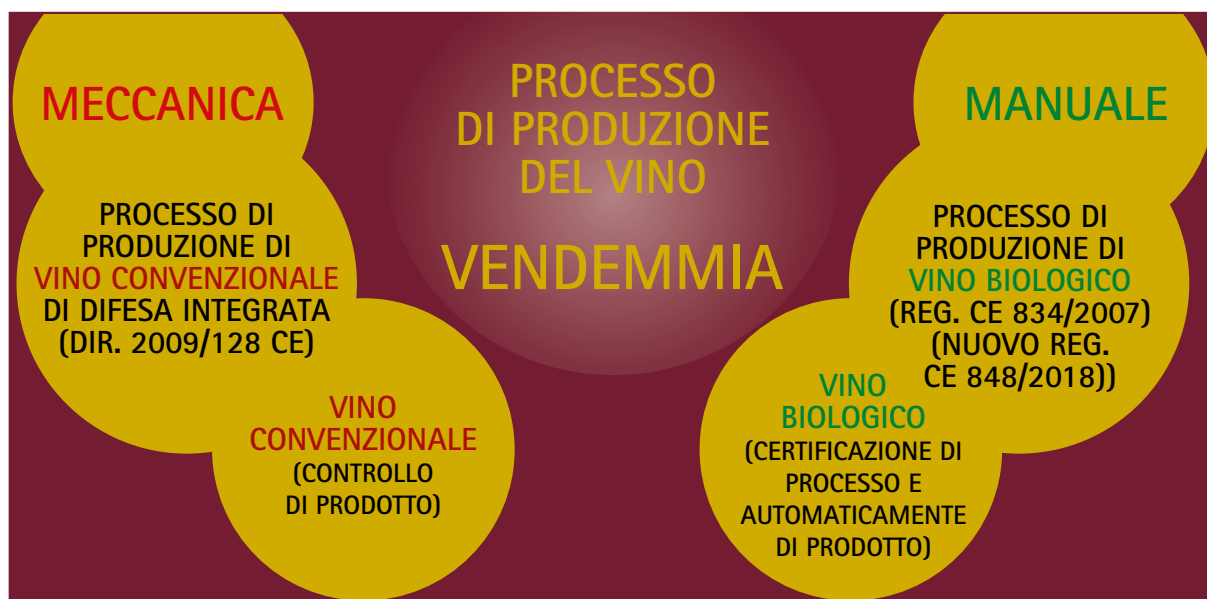 PROCESSO
DI PRODUZIONE
DEL VINO
VENDEMMIA
MECCANICA
PROCESSO DI
PRODUZIONE DI
VINO CONVENZIONALE
DI DIFESA INTEGRATA
(DIR. 2009/128 CE)
VINO
CONVENZIONALE
(CONTROLLO
DI PRODOTTO)
MANUALE
PROCESSO DI
PRODUZIONE DI
VINO BIOLOGICO
(REG. CE 834/2007)
(NUOVO REG.
CE 848/2018))
VINO
BIOLOGICO
(CERTIFICAZIONE DI
PROCESSO E
AUTOMATICAMENTE
DI PRODOTTO)